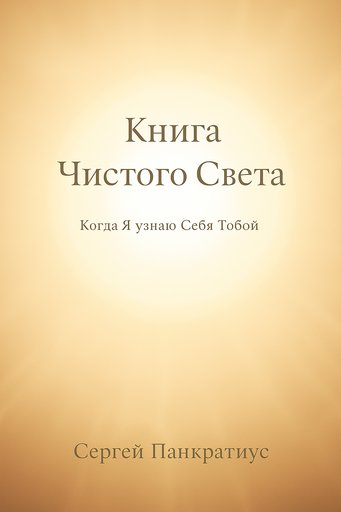 Книга
Чистого Света
Когда Я узнаю Себя Тобой
Сергей Панкратиус